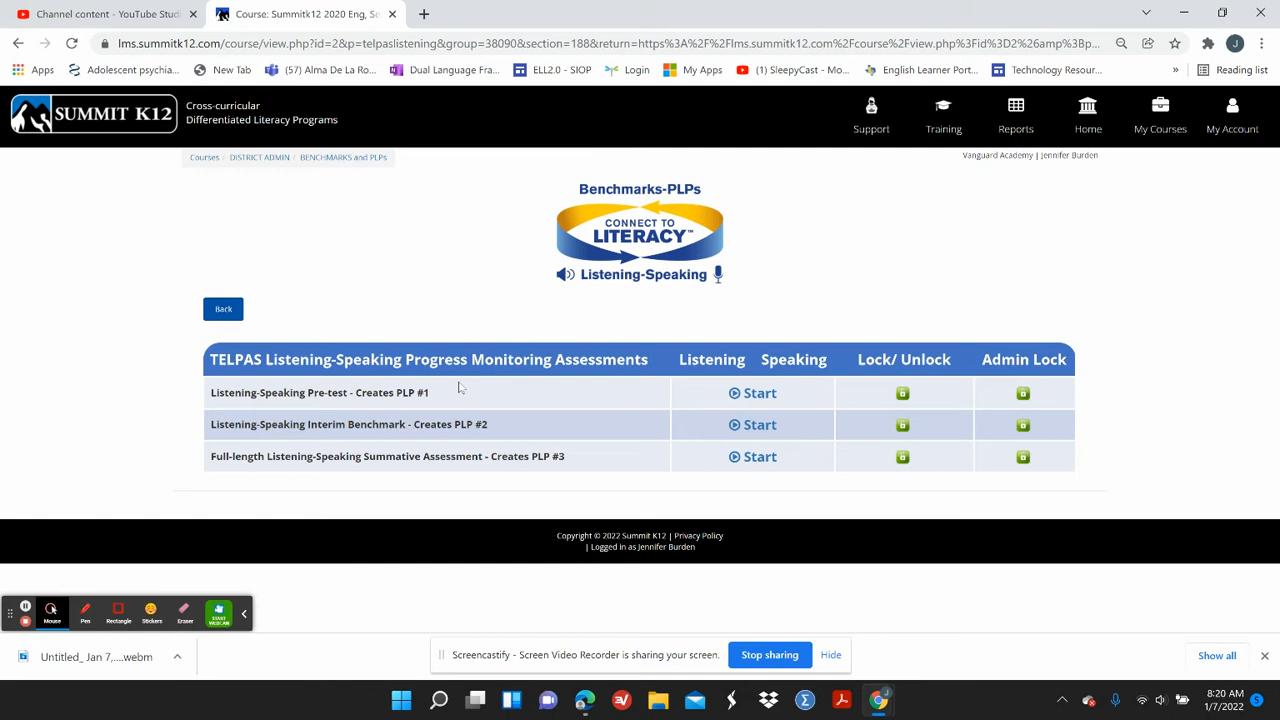 Channel content - YouTube Studi
Course: Summitk12 2020 Eng, Se
lms.summitk12.com/course/view.php?id=2&p=telpaslistening&group=38090&section=188&return=https%3A%2F%2Flms.summitk12.com%2Fcourse%2Fview.php%3Fid%3D2%26amp%3Bp...
J
Apps
Adolescent psychia...
New Tab
(57) Alma De La Ro...
Dual Language Fra...
ELL2.0 - SIOP
Login
My Apps
(1) SleepyCast - Mo...
English Learner Port...
Technology Resour...
»
Reading list
SUMMIT K12
Cross-curricular
Differentiated Literacy Programs
Support
Training
Reports
Home
My Courses
My Account
Courses / DISTRICT ADMIN / BENCHMARKS and PLPs
Vanguard Academy | Jennifer Burden
Benchmarks-PLPs
CONNECT TO
LITERACY™
Listening-Speaking
Back
TELPAS Listening-Speaking Progress Monitoring Assessments Listening Speaking Lock/ Unlock Admin Lock
Listening-Speaking Pre-test - Creates PLP #1 Start
Listening-Speaking Interim Benchmark - Creates PLP #2 Start
Full-length Listening-Speaking Summative Assessment - Creates PLP #3 Start
Copyright © 2022 Summit K12 | Privacy Policy
| Logged in as Jennifer Burden
Mouse
Pen
Rectangle
Stickers
Eraser
START
WEBCAM
Untitled_ Jan 7,....webm
Screencastify - Screen Video Recorder is sharing your screen.
Stop sharing
Hide
Show all
8:20 AM
1/7/2022